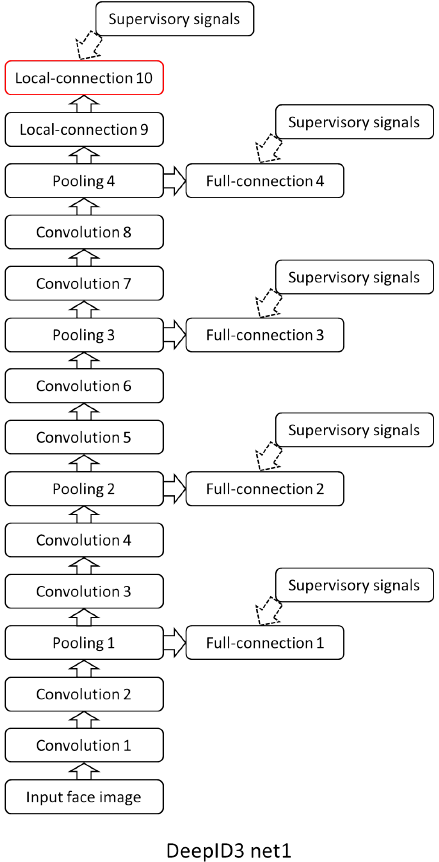 Supervisory signals
Local-connection 10
Local-connection 9
Supervisory signals
Pooling 4
Full-connection 4
Convolution 8
Convolution 7
Supervisory signals
Pooling 3
Full-connection 3
Convolution 6
Convolution 5
Supervisory signals
Pooling 2
Full-connection 2
Convolution 4
Convolution 3
Supervisory signals
Pooling 1
Full-connection 1
Convolution 2
Convolution 1
Input face image
DeepID3 net1